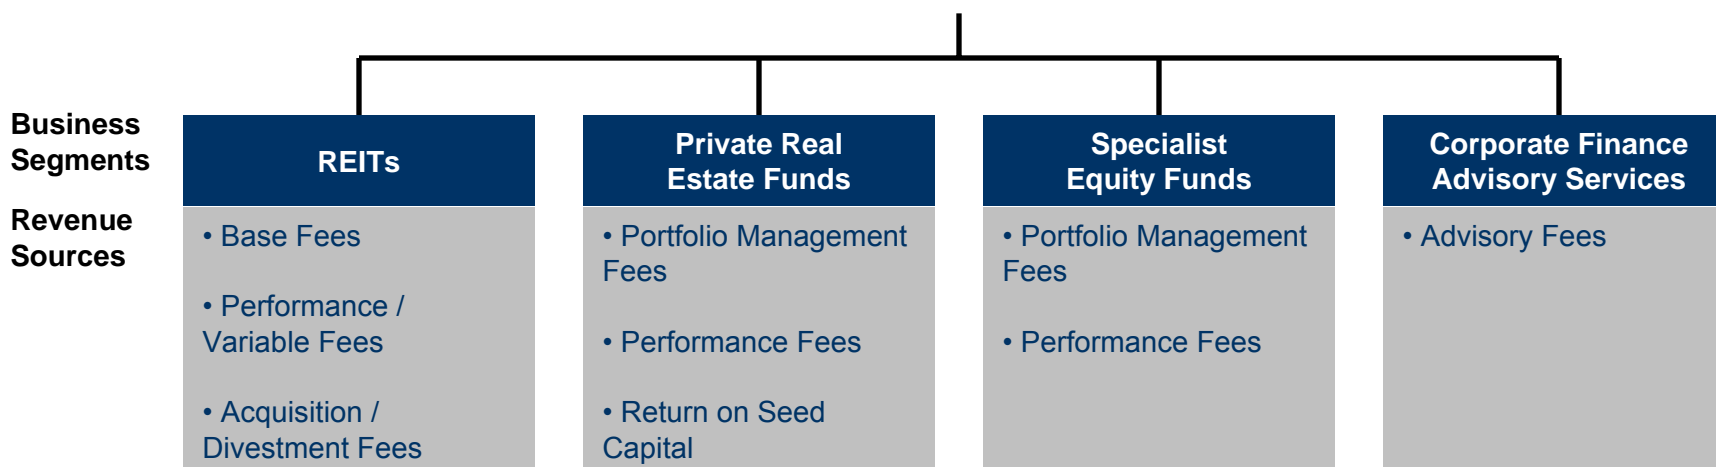 Business
Segments
REITs
Private Real
Estate Funds
Specialist
Equity Funds
Corporate Finance
Advisory Services
Revenue
Sources
• Base Fees
• Performance /
Variable Fees
• Acquisition /
Divestment Fees
• Portfolio Management
Fees
• Performance Fees
• Return on Seed
Capital
• Portfolio Management
Fees
• Performance Fees
• Advisory Fees